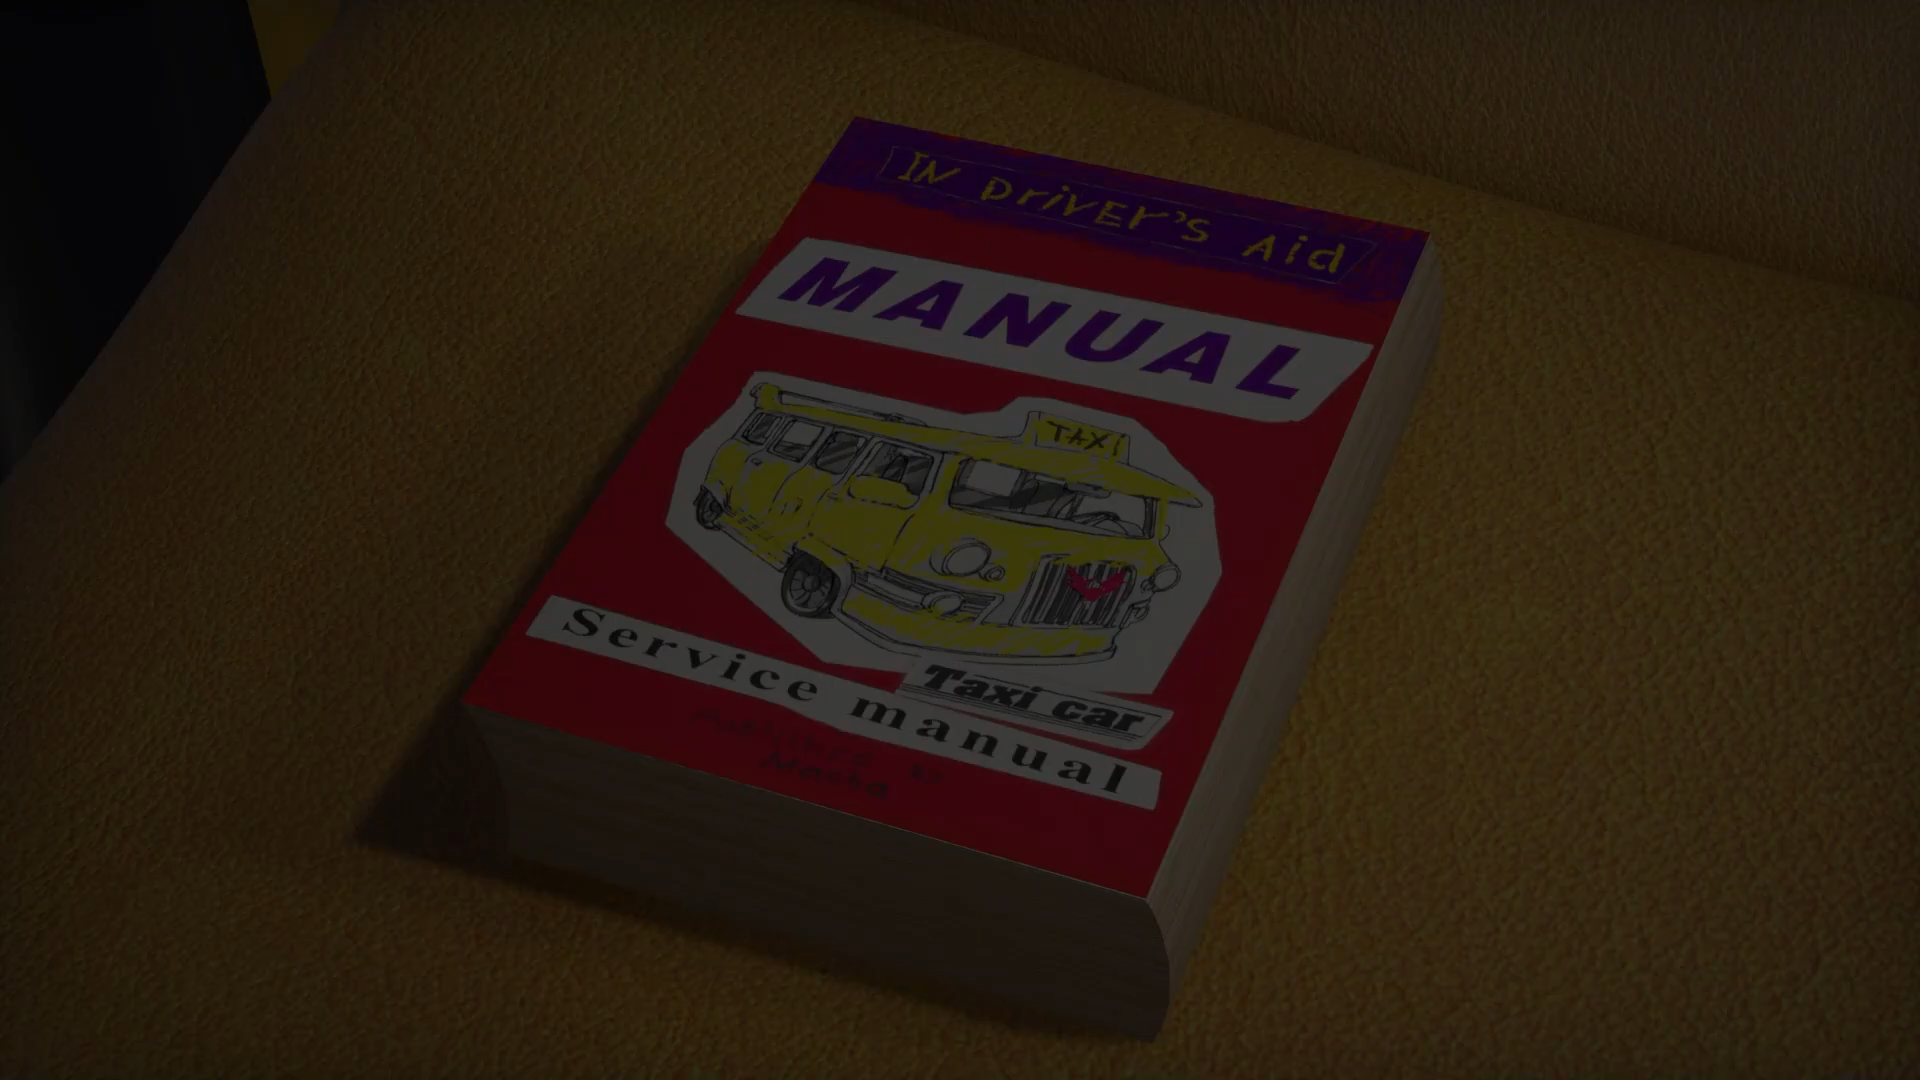 IN DriVEr's Aid
MANUAL
TAXI
Taxi car
Service manual